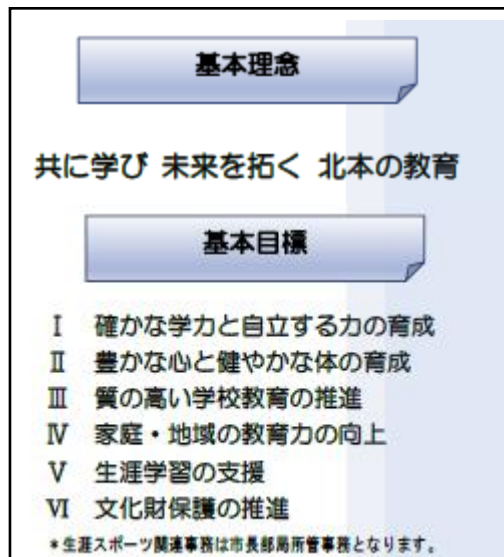 基本理念
共に学び 未来を拓く 北本の教育
基本目標
Ⅰ 確かな学力と自立する力の育成
Ⅱ 豊かな心と健やかな体の育成
Ⅲ 質の高い学校教育の推進
Ⅳ 家庭・地域の教育力の向上
Ⅴ 生涯学習の支援
Ⅵ 文化財保護の推進
*生涯スポーツ関連事務は市長部局所管事務となります。